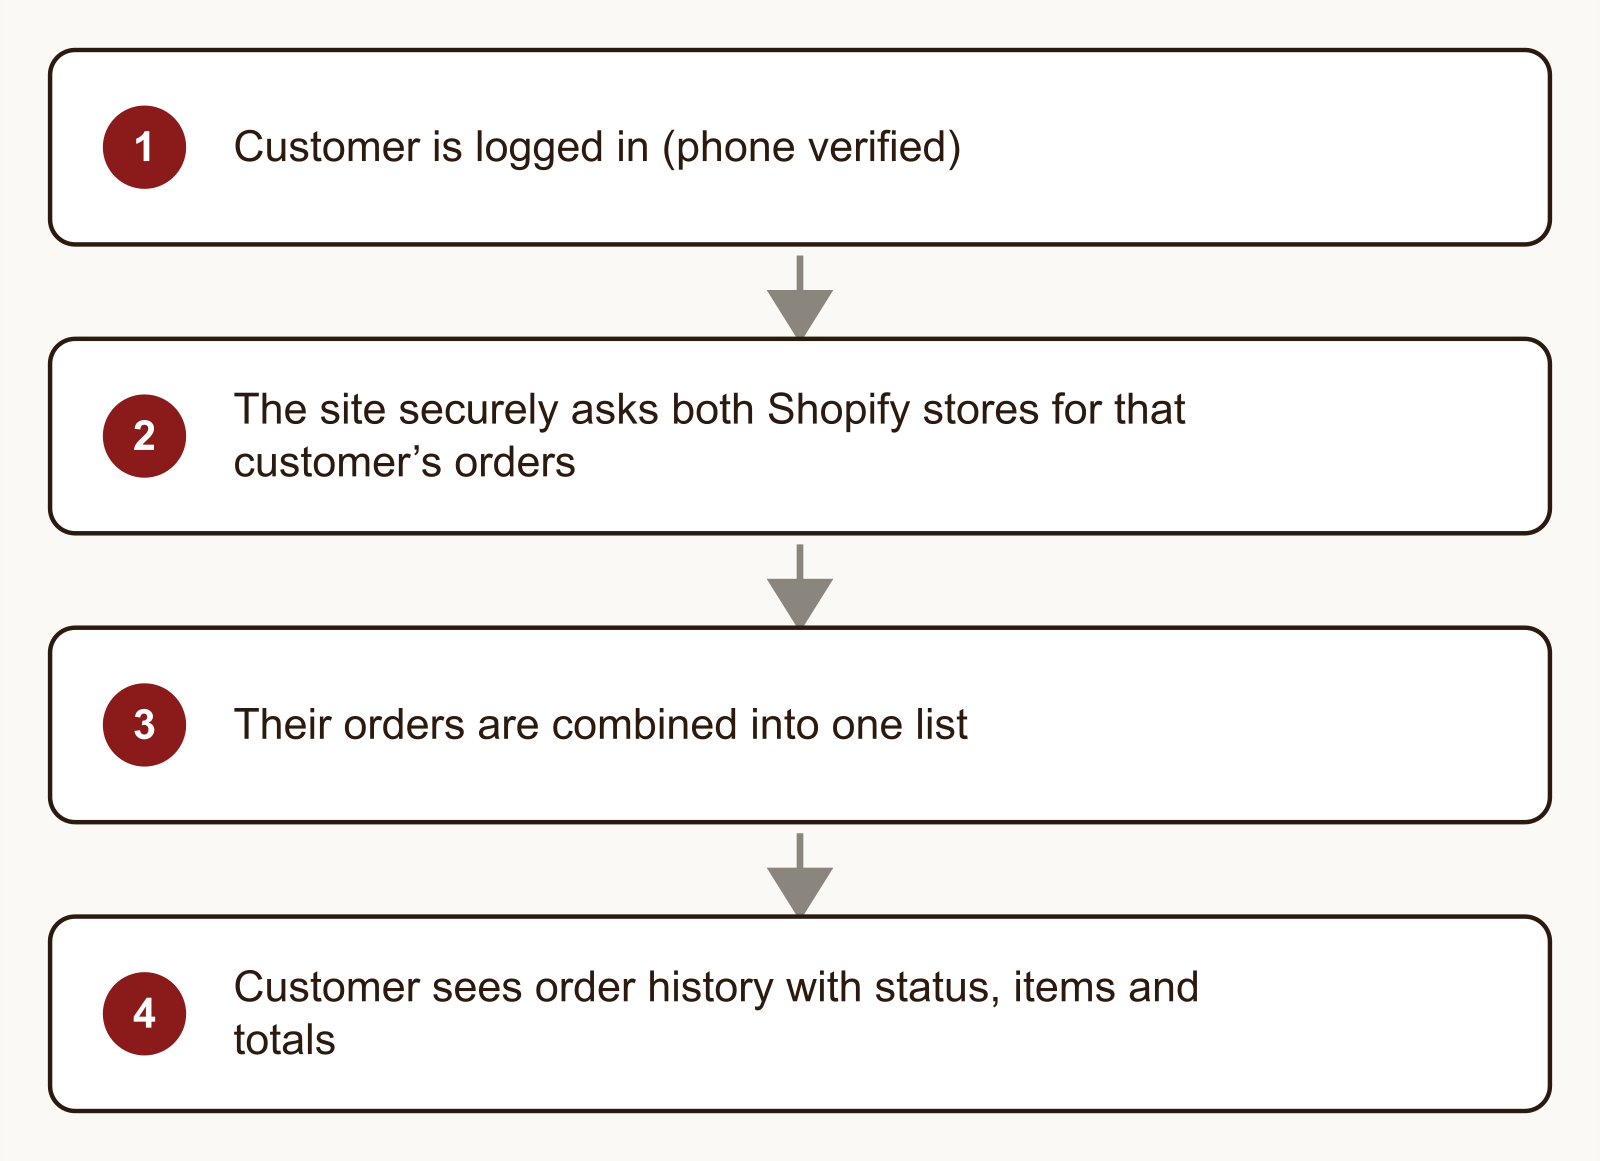 1
Customer is logged in (phone verified)
2
The site securely asks both Shopify stores for that
customer’s orders
3
Their orders are combined into one list
4
Customer sees order history with status, items and
totals